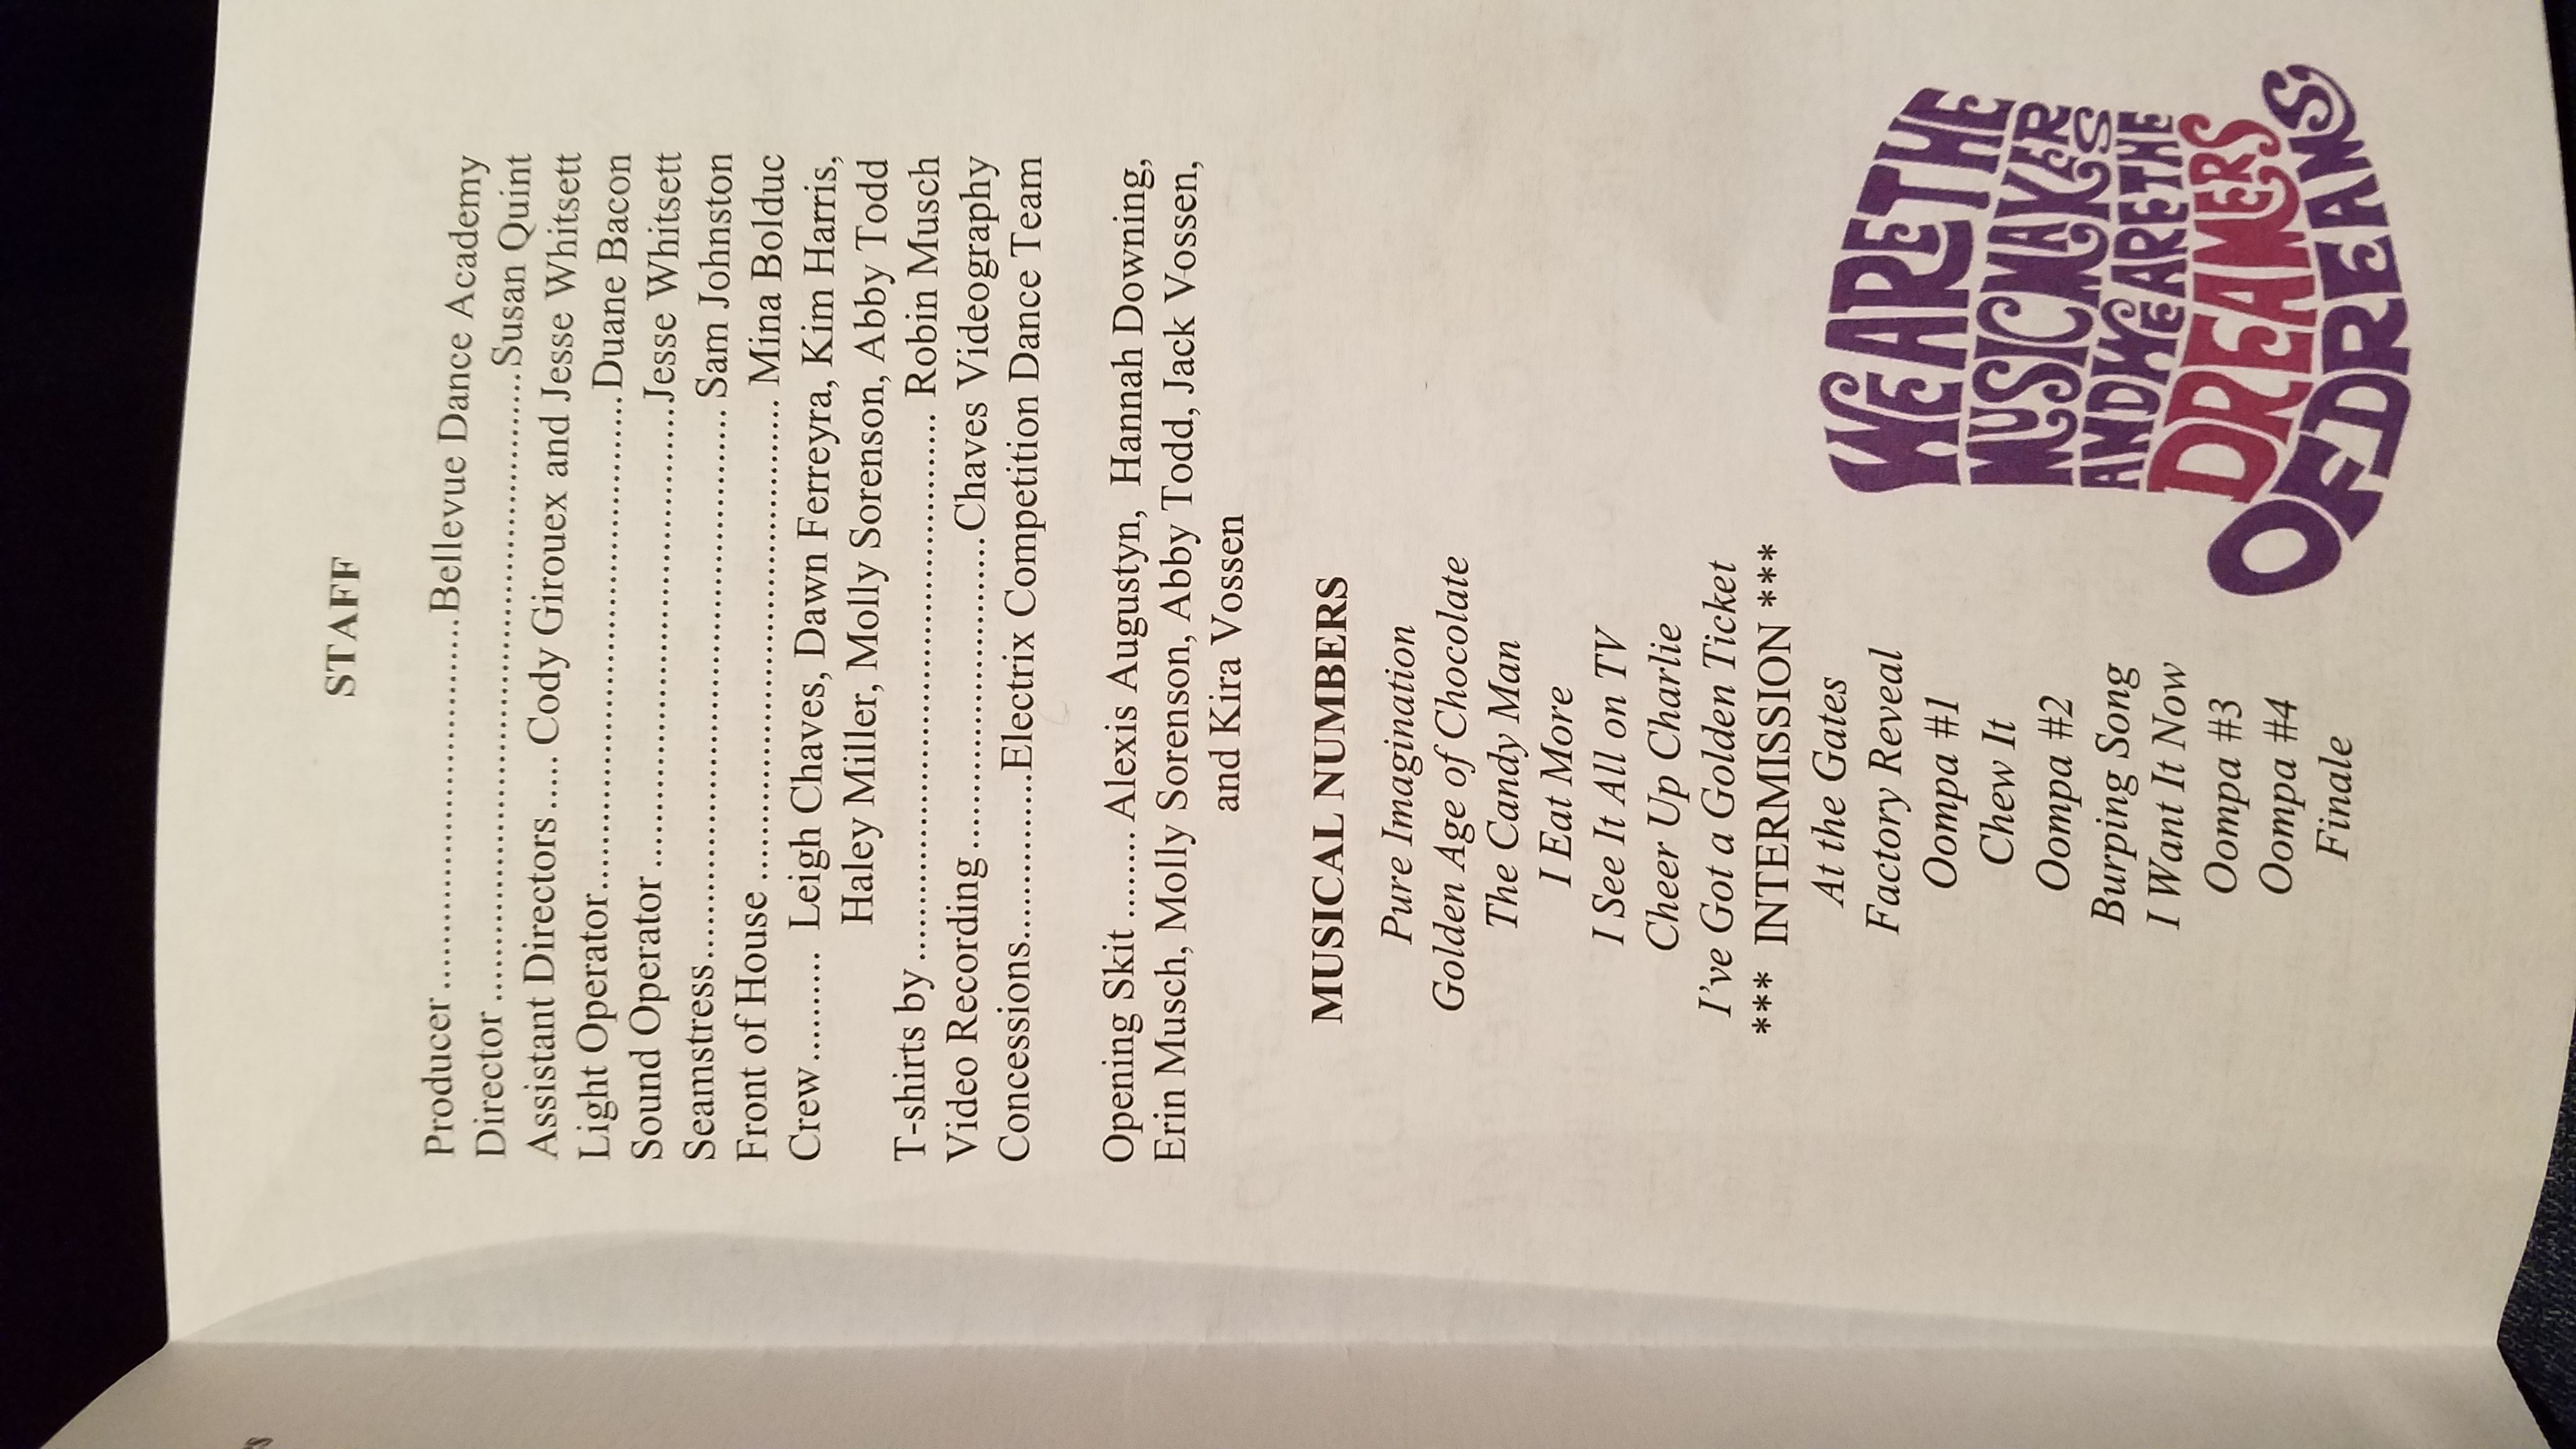 STAFF
Producer..............................Bellevue Dance Academy
Director..........................................Susan Quint
Assistant Directors..... Cody Girouex and Jesse Whitsett
Light Operator....................................Duane Bacon
Sound Operator................................Jesse Whitsett
Seamstress....................................... Sam Johnston
Front of House................................... Mina Bolduc
Crew.......... Leigh Chaves, Dawn Ferreyra, Kim Harris,
Haley Miller, Molly Sorenson, Abby Todd
T-shirts by........................................ Robin Musch
Video Recording......................Chaves Videography
Concessions............Electrix Competition Dance Team
Opening Skit........ Alexis Augustyn, Hannah Downing,
Erin Musch, Molly Sorenson, Abby Todd, Jack Vossen,
and Kira Vossen
MUSICAL NUMBERS
Pure Imagination
Golden Age of Chocolate
The Candy Man
I Eat More
I See It All on TV
Cheer Up Charlie
I've Got a Golden Ticket
*** INTERMISSION ***
At the Gates
Factory Reveal
Oompa #1
Chew It
Oompa #2
Burping Song
I Want It Now
Oompa #3
Oompa #4
Finale
WE ARE THE
MUSIC MAKERS
AND WE ARE THE
DREAMERS
OF DREAMS